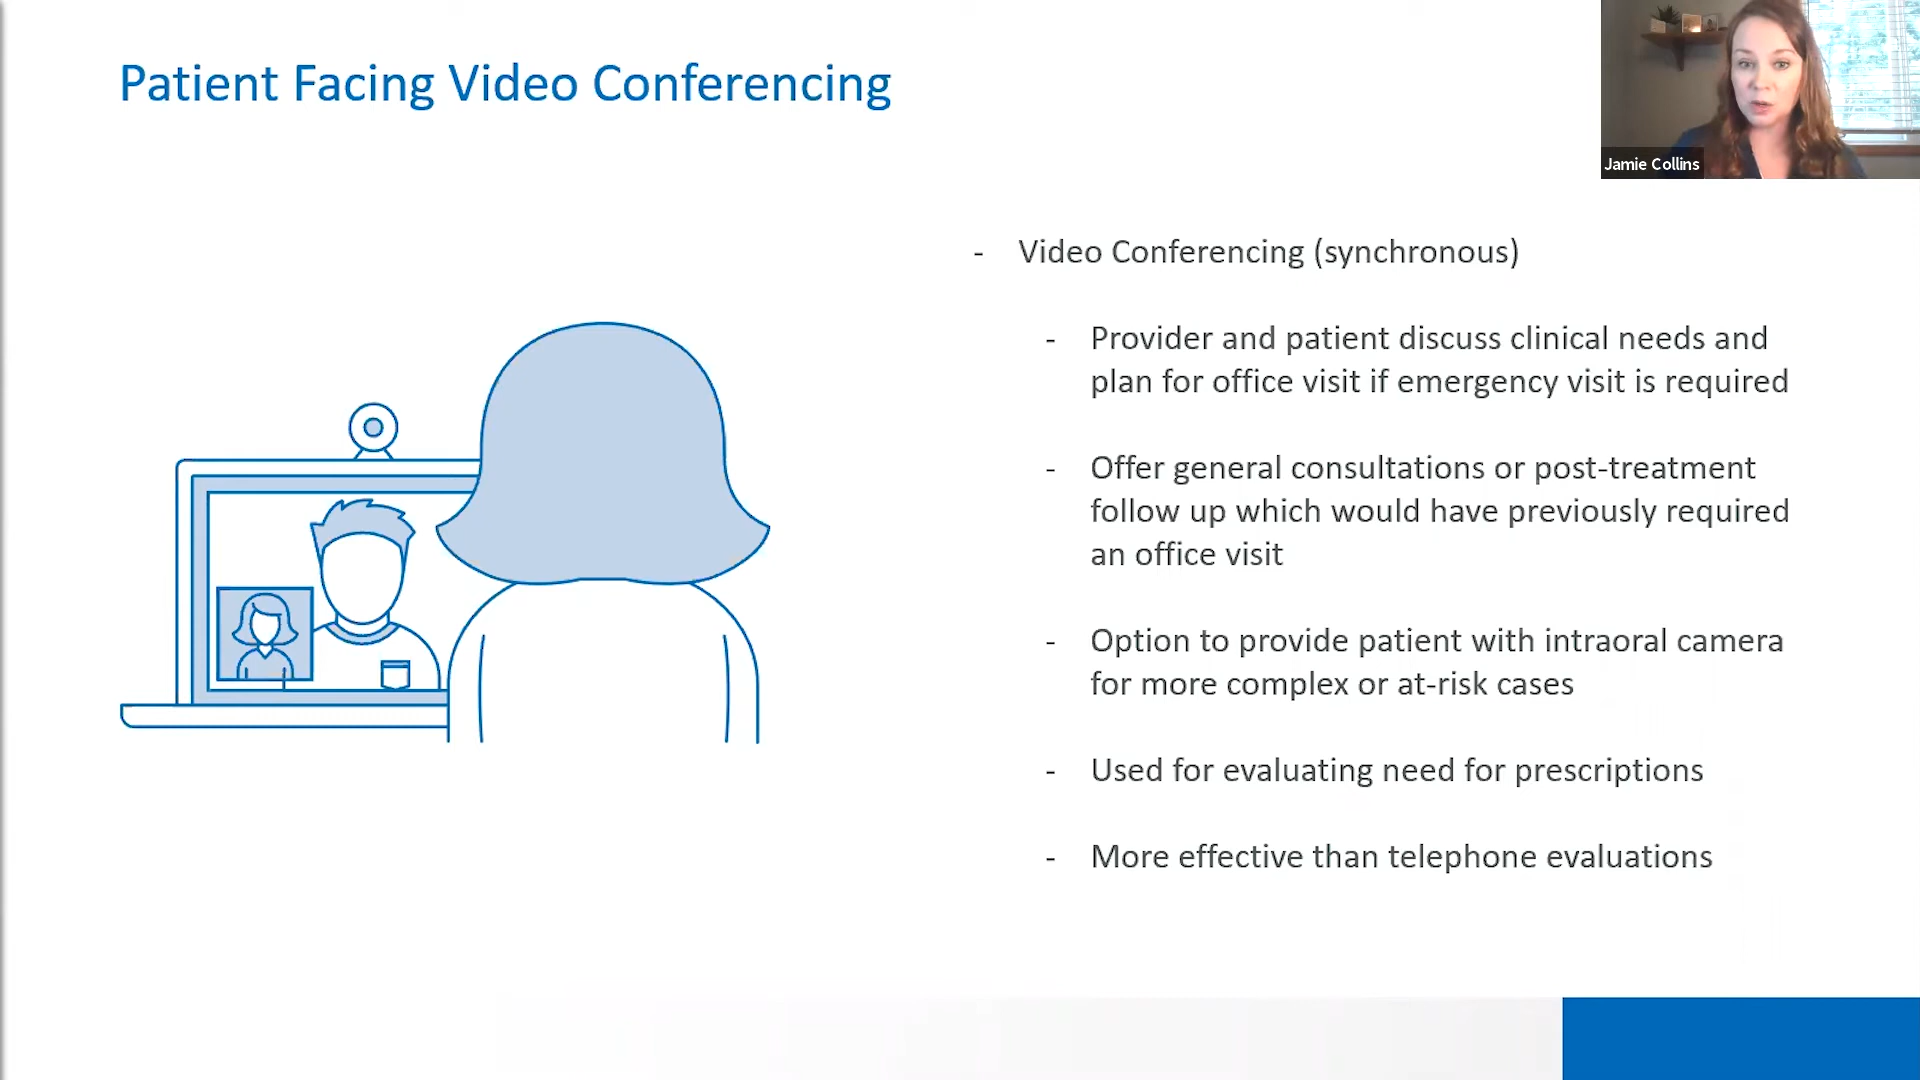 Patient Facing Video Conferencing
Jamie Collins
- Video Conferencing (synchronous)
- Provider and patient discuss clinical needs and
plan for office visit if emergency visit is required
- Offer general consultations or post-treatment
follow up which would have previously required
an office visit
- Option to provide patient with intraoral camera
for more complex or at-risk cases
- Used for evaluating need for prescriptions
- More effective than telephone evaluations